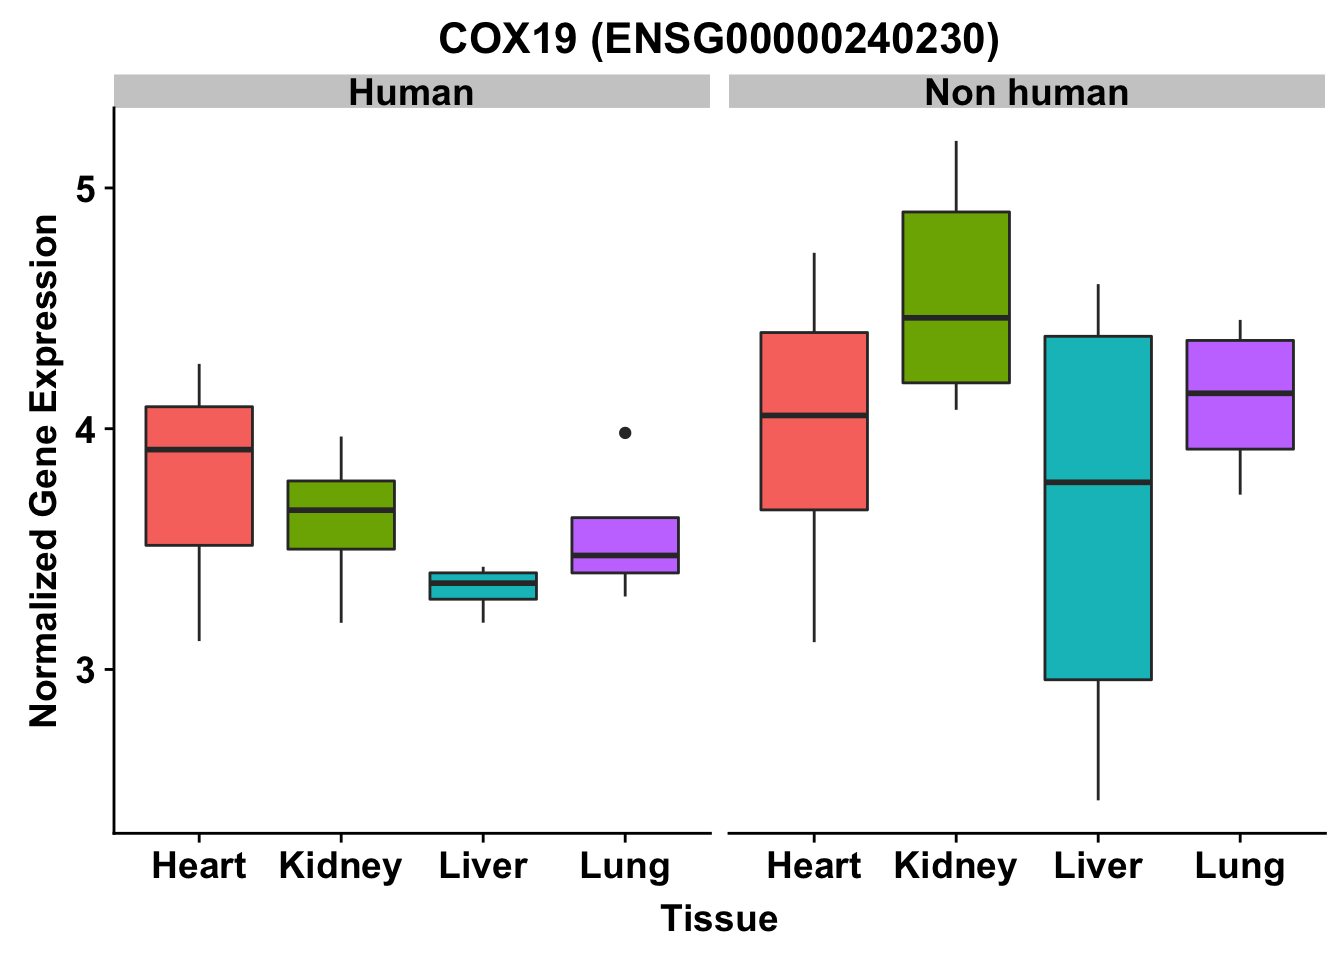 COX19 (ENSG00000240230)
Human
Non human
Normalized Gene Expression
5
4
3
Heart Kidney Liver Lung
Heart Kidney Liver Lung
Tissue